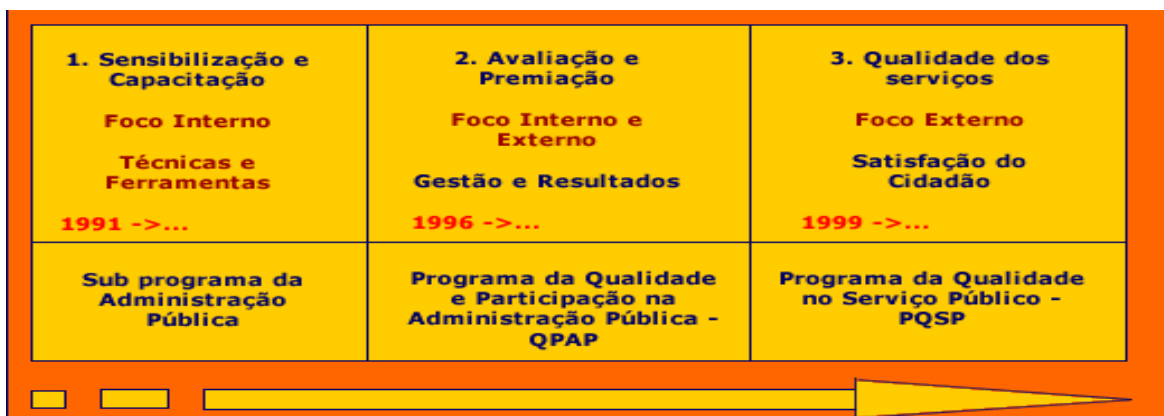 1. Sensibilização e
Capacitação
Foco Interno
Técnicas e
Ferramentas
1991 ->...
2. Avaliação e
Premiação
Foco Interno e
Externo
Gestão e Resultados
1996 ->...
3. Qualidade dos
serviços
Foco Externo
Satisfação do
Cidadão
1999 ->...
Sub programa da
Administração
Pública
Programa da Qualidade
e Participação na
Administração Pública -
QPAP
Programa da Qualidade
no Serviço Público -
PQSP